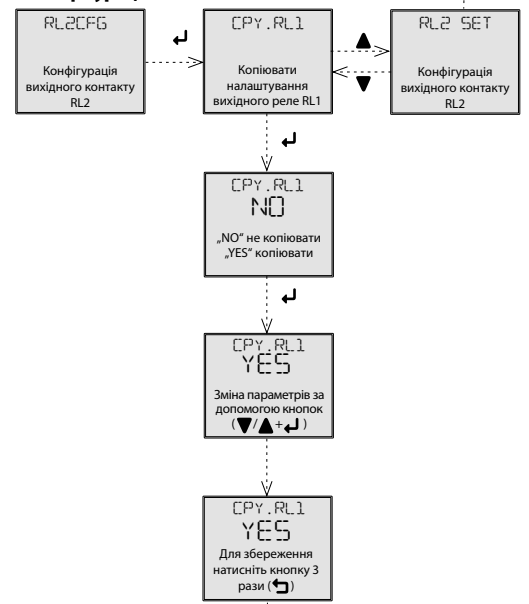 RL2CFG
Конфігурація
вихідного контакту
RL2
CPY.RL1
Копіювати
налаштування
вихідного реле RL1
RL2 SET
Конфігурація
вихідного контакту
RL2
CPY.RL1
NO
„NO“ не копіювати
„YES“ копіювати
CPY.RL1
YES
Зміна параметрів за
допомогою кнопок
(▼/▲+↵)
CPY.RL1
YES
Для збереження
натисніть кнопку 3
рази (⮌)